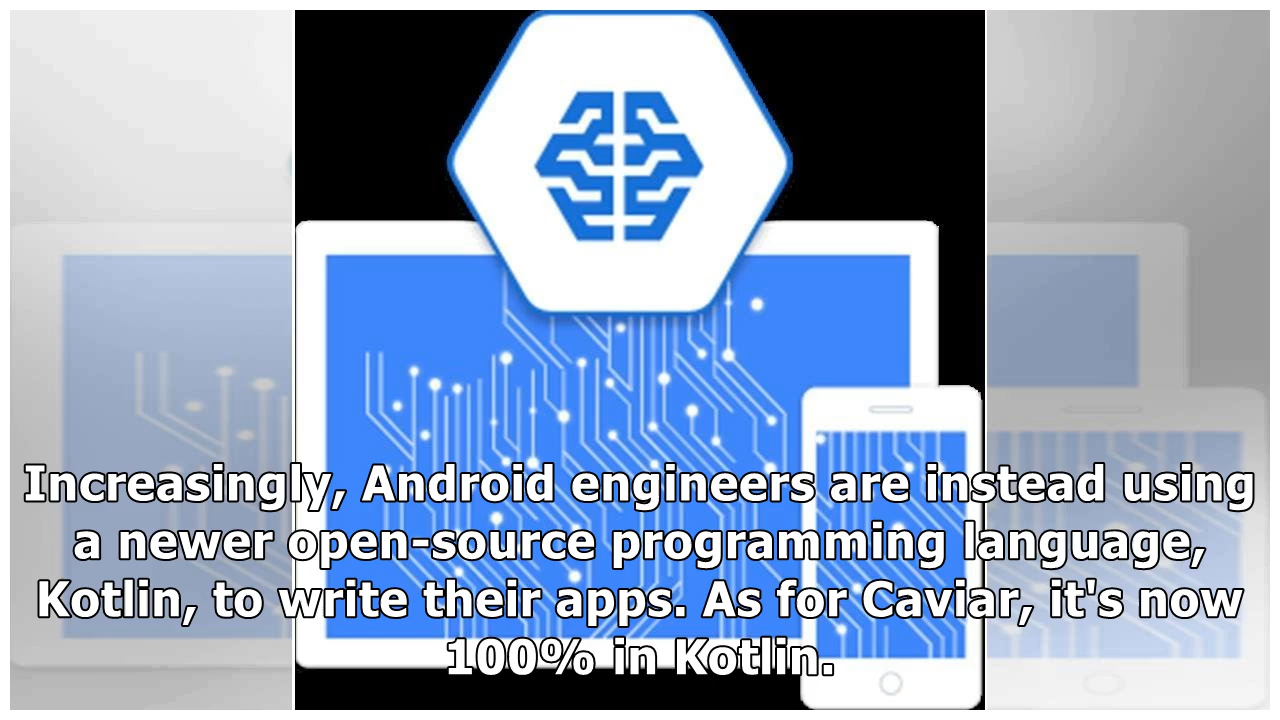 Increasingly, Android engineers are instead using
a newer open-source programming language,
Kotlin, to write their apps. As for Caviar, it's now
100% in Kotlin.